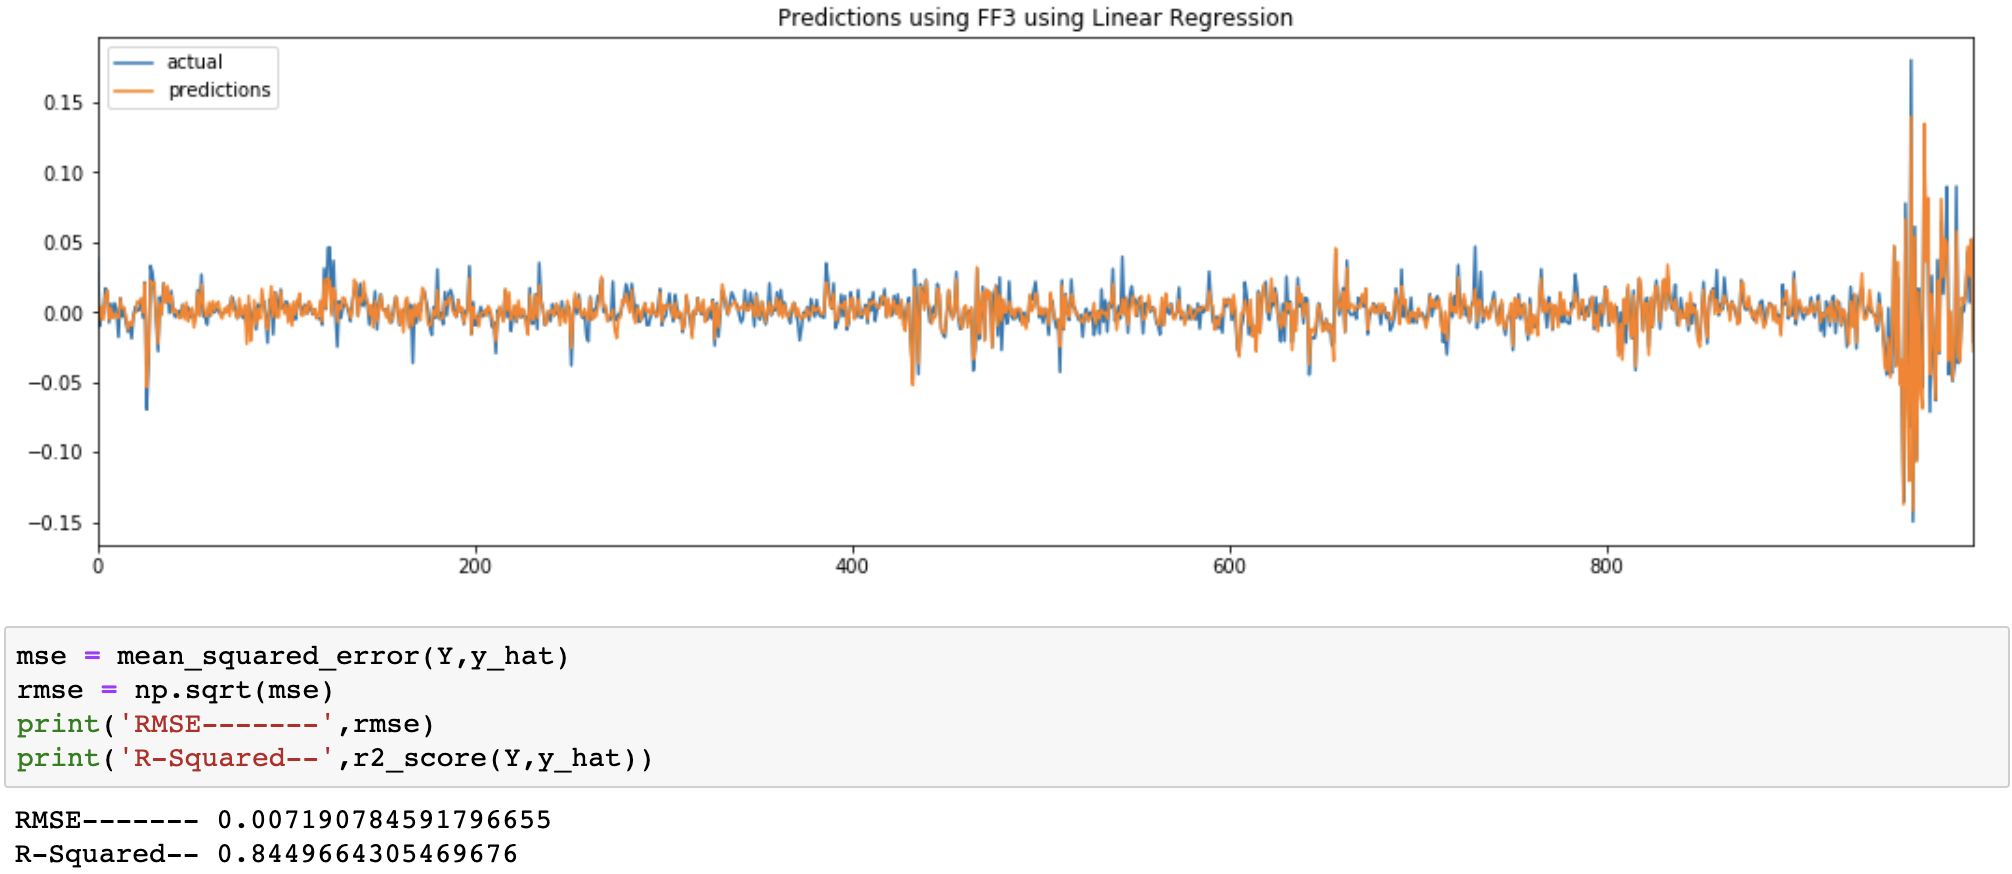 Predictions using FF3 using Linear Regression
actual
predictions
0.15
0.10
0.05
0.00
−0.05
−0.10
−0.15
0 200 400 600 800
mse = mean_squared_error(Y,y_hat)
rmse = np.sqrt(mse)
print('RMSE-------',rmse)
print('R-Squared--',r2_score(Y,y_hat))
RMSE------- 0.007190784591796655
R-Squared-- 0.8449664305469676